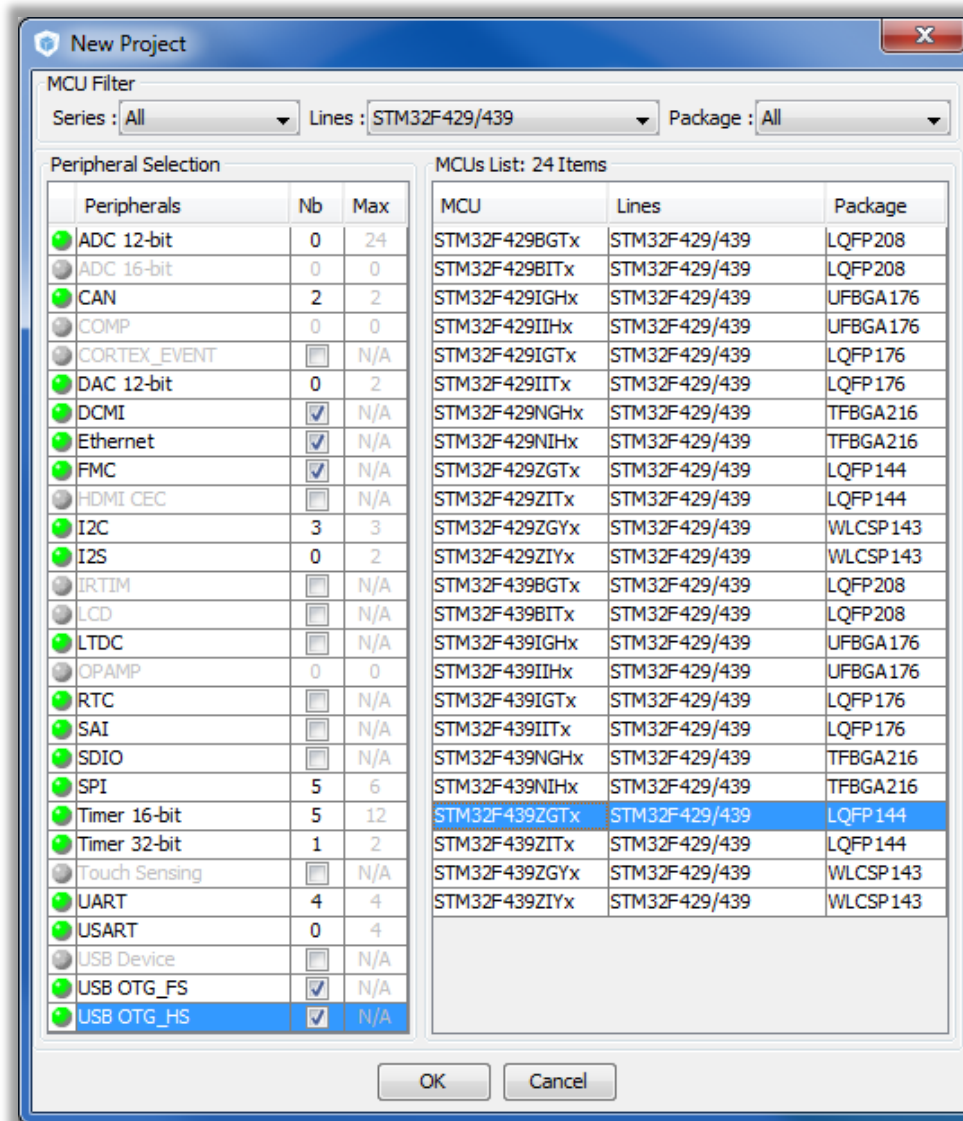 New Project
MCU Filter
Series : All Lines : STM32F429/439 Package : All
Peripheral Selection
Peripherals Nb Max
ADC 12-bit 0 24
ADC 16-bit 0 0
CAN 2 2
COMP 0 0
CORTEX_EVENT N/A
DAC 12-bit 0 2
DCMI N/A
Ethernet N/A
FMC N/A
HDMI CEC N/A
I2C 3 3
I2S 0 2
IRTIM N/A
LCD N/A
LTDC N/A
OPAMP 0 0
RTC N/A
SAI N/A
SDIO N/A
SPI 5 6
Timer 16-bit 5 12
Timer 32-bit 1 2
Touch Sensing N/A
UART 4 4
USART 0 4
USB Device N/A
USB OTG_FS N/A
USB OTG_HS N/A
MCUs List: 24 Items
MCU Lines Package
STM32F429BGTx STM32F429/439 LQFP208
STM32F429BITx STM32F429/439 LQFP208
STM32F429IGHx STM32F429/439 UFBGA176
STM32F429IIHx STM32F429/439 UFBGA176
STM32F429IGTx STM32F429/439 LQFP176
STM32F429IITx STM32F429/439 LQFP176
STM32F429NGHx STM32F429/439 TFBGA216
STM32F429NIHx STM32F429/439 TFBGA216
STM32F429ZGTx STM32F429/439 LQFP144
STM32F429ZITx STM32F429/439 LQFP144
STM32F429ZGYx STM32F429/439 WLCSP143
STM32F429ZIYx STM32F429/439 WLCSP143
STM32F439BGTx STM32F429/439 LQFP208
STM32F439BITx STM32F429/439 LQFP208
STM32F439IGHx STM32F429/439 UFBGA176
STM32F439IIHx STM32F429/439 UFBGA176
STM32F439IGTx STM32F429/439 LQFP176
STM32F439IITx STM32F429/439 LQFP176
STM32F439NGHx STM32F429/439 TFBGA216
STM32F439NIHx STM32F429/439 TFBGA216
STM32F439ZGTx STM32F429/439 LQFP144
STM32F439ZITx STM32F429/439 LQFP144
STM32F439ZGYx STM32F429/439 WLCSP143
STM32F439ZIYx STM32F429/439 WLCSP143
OK Cancel